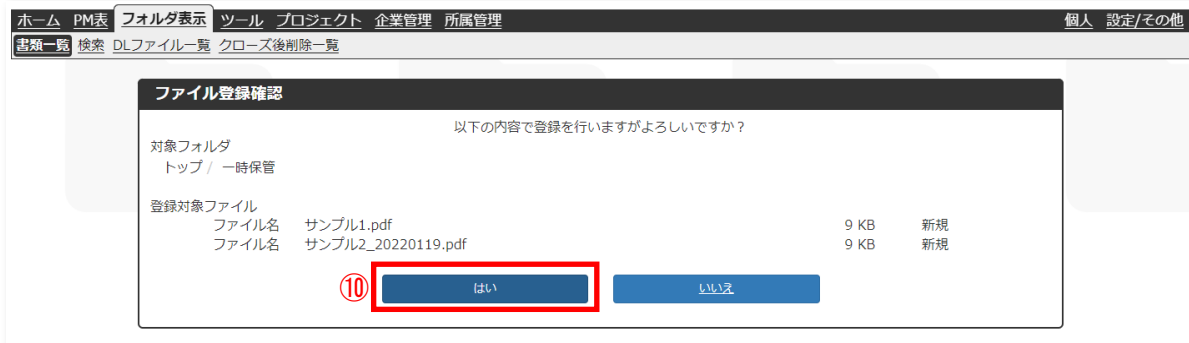 ホーム PM表 フォルダ表示 ツール プロジェクト 企業管理 所属管理 個人 設定/その他
書類一覧 検索 DLファイル一覧 クローズ後削除一覧
ファイル登録確認
以下の内容で登録を行いますがよろしいですか？
対象フォルダ
トップ / 一時保管
登録対象ファイル
ファイル名 サンプル1.pdf 9 KB 新規
ファイル名 サンプル2_20220119.pdf 9 KB 新規
⑩ はい いいえ